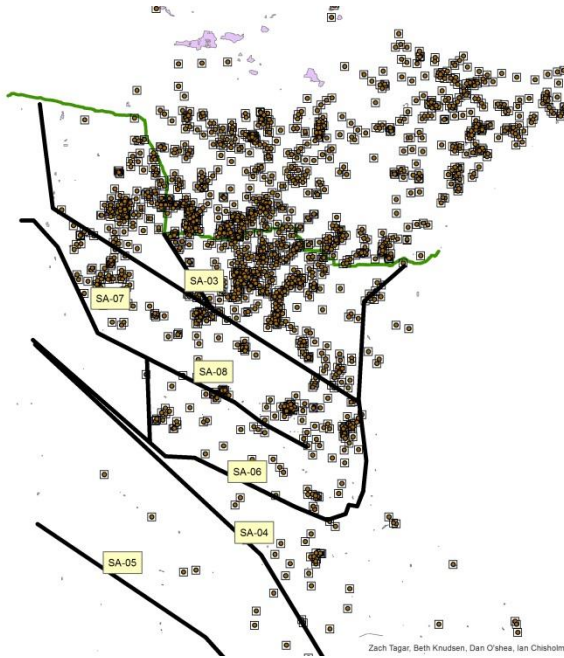 SA-03
SA-07
SA-08
SA-06
SA-04
SA-05
Zach Tagar, Beth Knudsen, Dan O'shea, Ian Chisholm